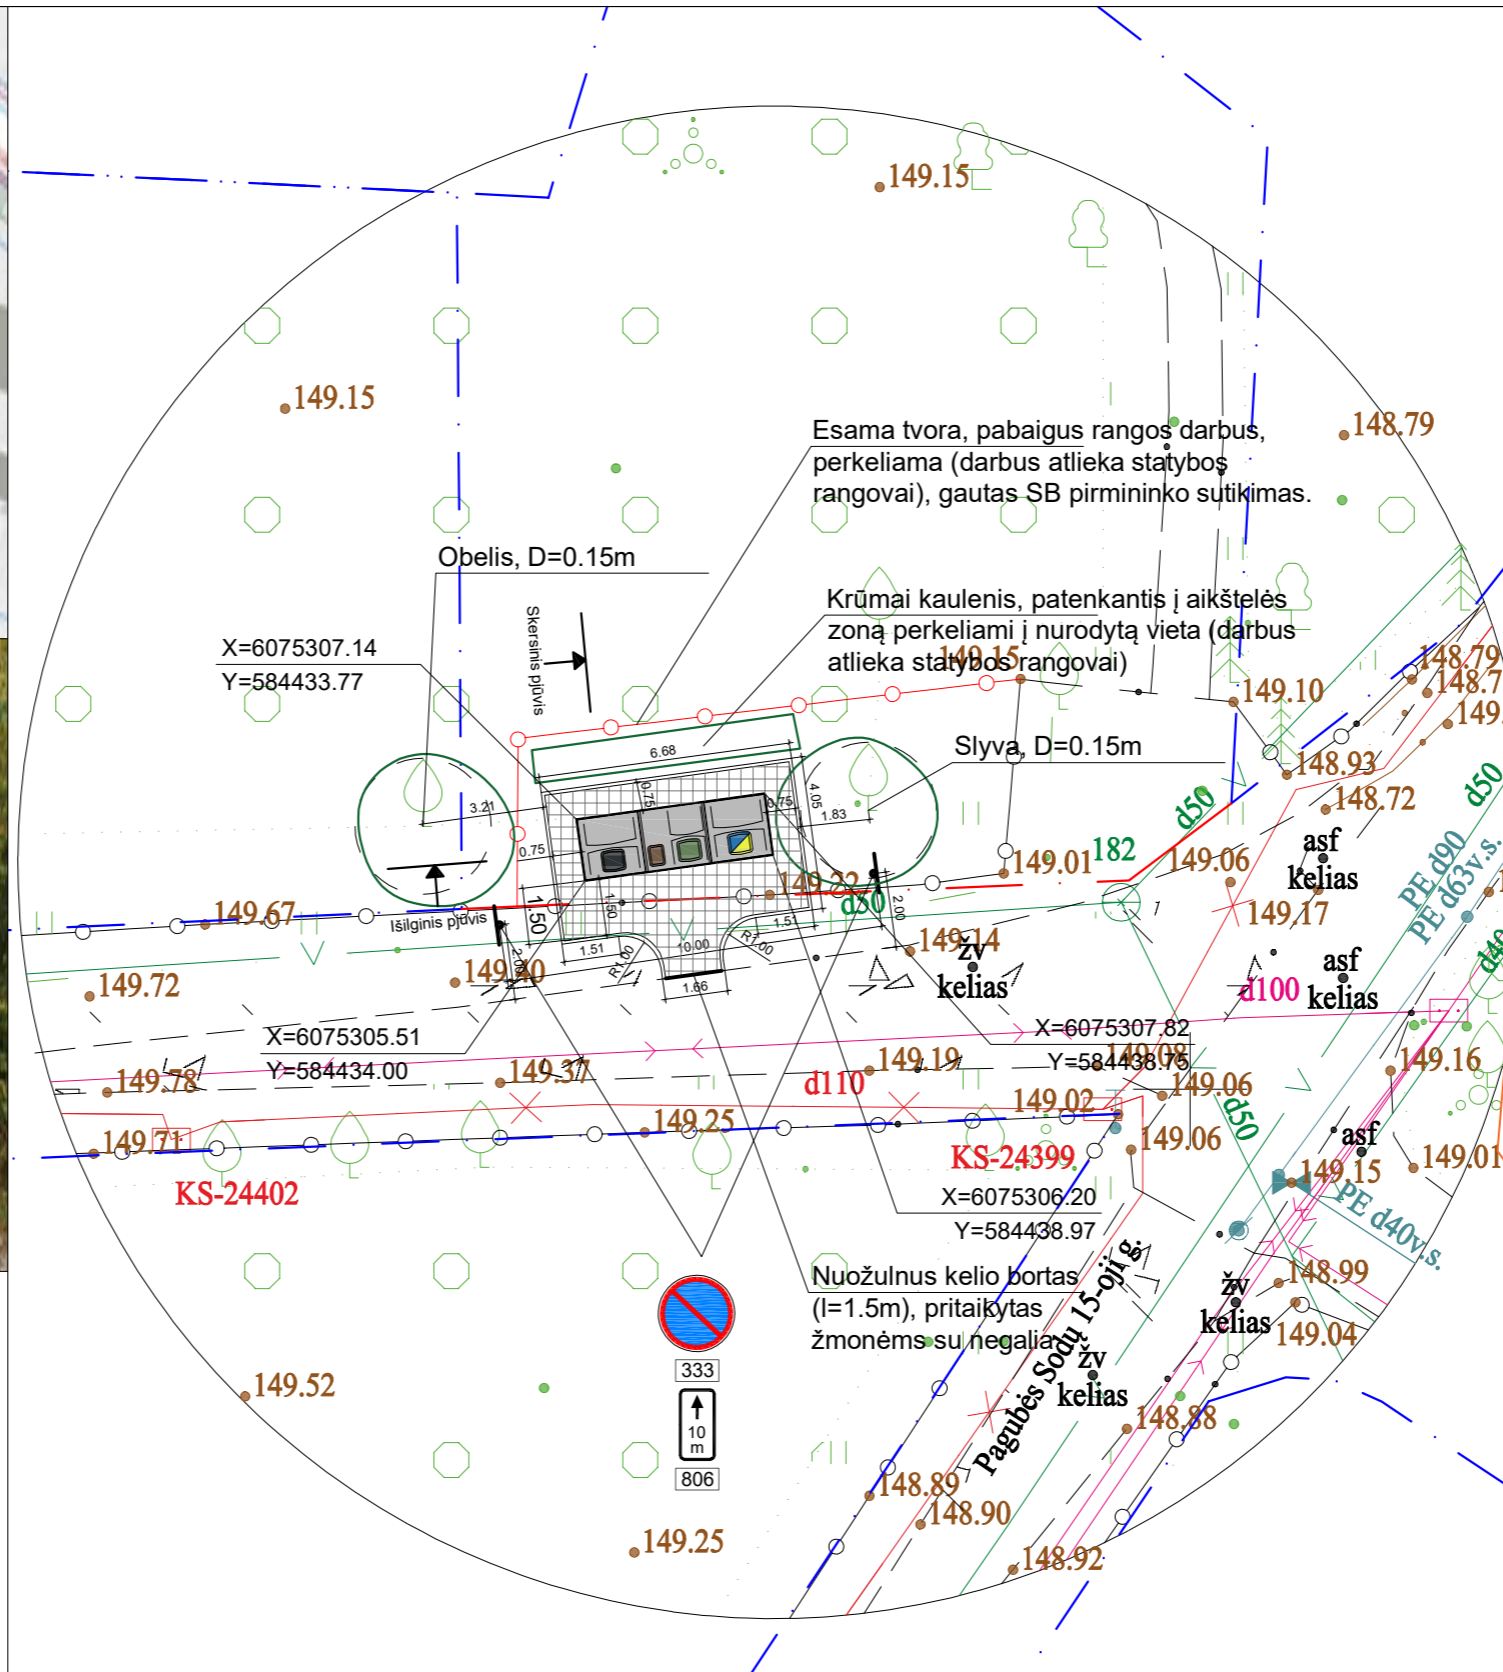 149.15
149.15
148.79
Esama tvora, pabaigus rangos darbus,
perkeliama (darbus atlieka statybos
rangovai), gautas SB pirmininko sutikimas.
Obelis, D=0.15m
Krūmai kaulenis, patenkantis į aikštelės
zoną perkeliami į nurodytą vieta (darbus
atlieka statybos rangovai)
Skersinis pjūvis
X=6075307.14
Y=584433.77
149.15
148.79
149.10
Slyva, D=0.15m
148.93
148.72
6.68
0.75
0.75
4.05
1.83
3.21
0.75
d50
d50
asf
kelias
PE d90
PE d63v.s.
149.01
182
149.06
149.17
149.22
d50
149.67
Išilginis pjūvis
1.50
1.50
1.51
2.00
149.14
žv
kelias
1.51
R1.00
10.00
R1.00
2.00
1.66
149.40
149.72
asf
kelias
d100
d40
X=6075305.51
Y=584434.00
X=6075307.82
Y=584438.75
149.08
149.78
149.37
149.19
d110
149.02
149.06
149.16
149.71
149.25
149.06
d50
asf
149.01
149.15
KS-24402
KS-24399
X=6075306.20
Y=584438.97
PE d40v.s.
Nuožulnus kelio bortas
(l=1.5m), pritaikytas
žmonėms su negalia
Pagubės Sodų 15-oji g.
148.99
žv
kelias
149.04
333
10
m
806
žv
kelias
149.52
148.88
148.89
148.90
149.25
148.92